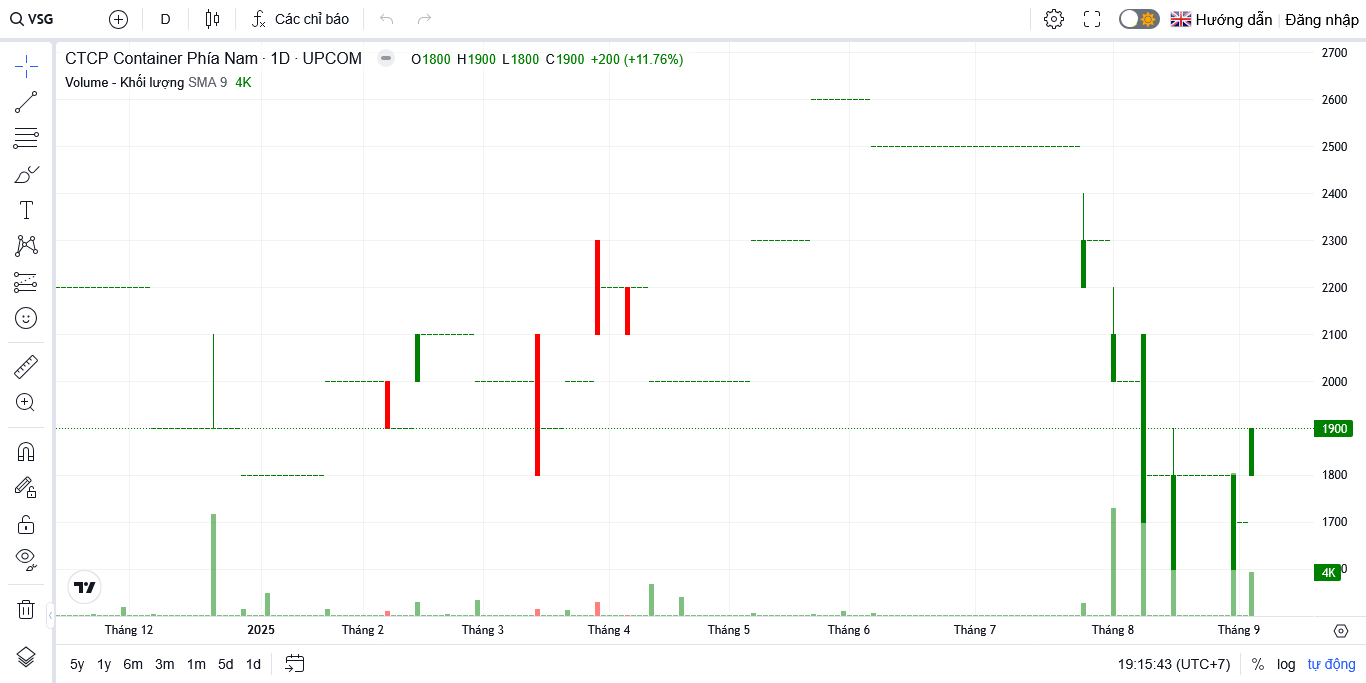 VSG D Các chỉ báo Hướng dẫn Đăng nhập
CTCP Container Phía Nam · 1D · UPCOM O1800 H1900 L1800 C1900 +200 (+11.76%)
Volume - Khối lượng SMA 9 4K
2700
2600
2500
2400
2300
2200
2100
2000
1900
1800
1700
4K
Tháng 12 2025 Tháng 2 Tháng 3 Tháng 4 Tháng 5 Tháng 6 Tháng 7 Tháng 8 Tháng 9
5y 1y 6m 3m 1m 5d 1d 19:15:43 (UTC+7) % log tự động